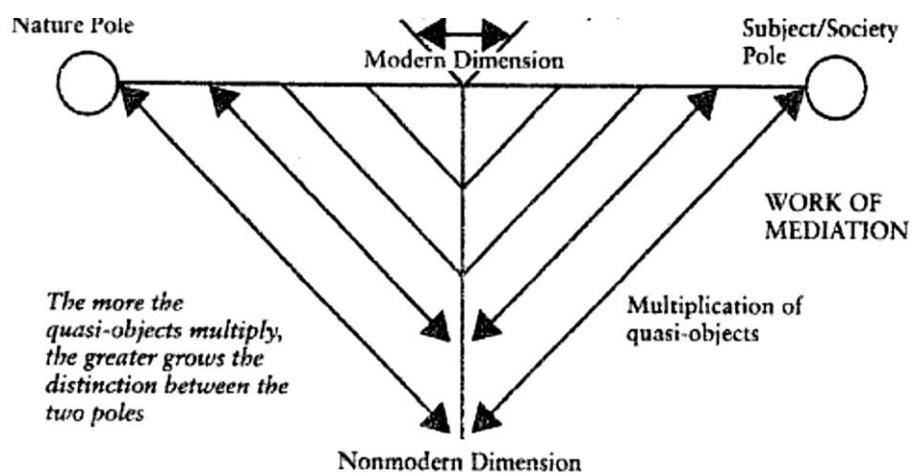 Nature Pole
Subject/Society
Pole
Modern Dimension
WORK OF
MEDIATION
The more the
quasi-objects multiply,
the greater grows the
distinction between the
two poles
Multiplication of
quasi-objects
Nonmodern Dimension